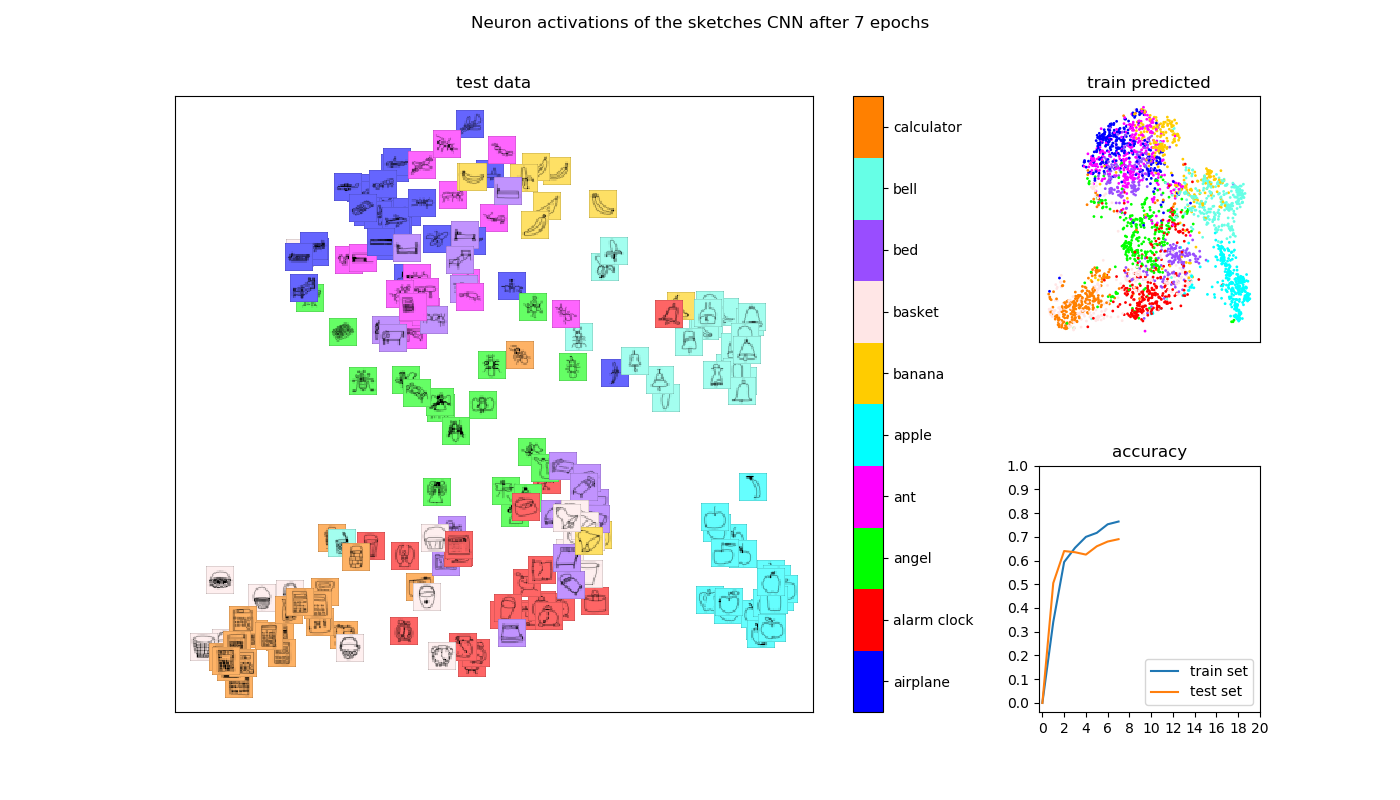 Neuron activations of the sketches CNN after 7 epochs
test data
calculator
bell
bed
basket
banana
apple
ant
angel
alarm clock
airplane
train predicted
accuracy
1.0
0.9
0.8
0.7
0.6
0.5
0.4
0.3
0.2
0.1
0.0
train set
test set
0 2 4 6 8 10 12 14 16 18 20